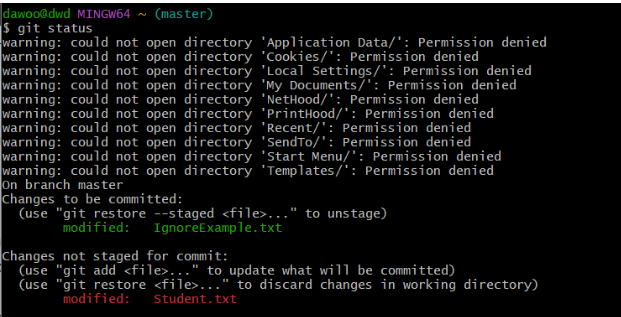 dawoo@dwd MINGW64 ~ (master)
$ git status
warning: could not open directory 'Application Data/': Permission denied
warning: could not open directory 'Cookies/': Permission denied
warning: could not open directory 'Local Settings/': Permission denied
warning: could not open directory 'My Documents/': Permission denied
warning: could not open directory 'NetHood/': Permission denied
warning: could not open directory 'PrintHood/': Permission denied
warning: could not open directory 'Recent/': Permission denied
warning: could not open directory 'SendTo/': Permission denied
warning: could not open directory 'Start Menu/': Permission denied
warning: could not open directory 'Templates/': Permission denied
On branch master
Changes to be committed:
  (use "git restore --staged <file>..." to unstage)
        modified:   IgnoreExample.txt

Changes not staged for commit:
  (use "git add <file>..." to update what will be committed)
  (use "git restore <file>..." to discard changes in working directory)
        modified:   Student.txt